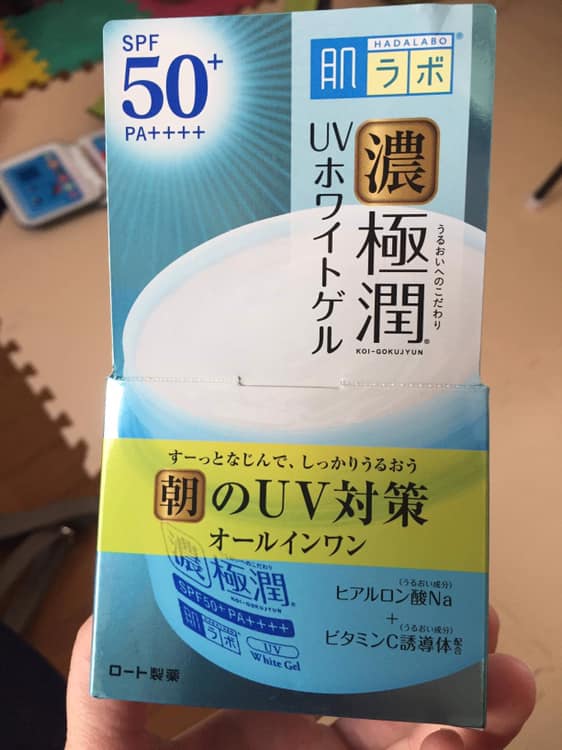 SPF
50+
PA++++
HADALABO®
肌ラボ
濃極潤®
うるおいへのこだわり
KOI-GOKUJYUN
UVホワイトゲル
すーっとなじんで、しっかりうるおう
朝のUV対策
オールインワン
濃極潤®
KOI-GOKUJYUN
SPF50+PA++++
肌ラボ
UV
White Gel
(うるおい成分)
ヒアルロン酸Na
+
(うるおい成分)
ビタミンC誘導体配合
ロート製薬